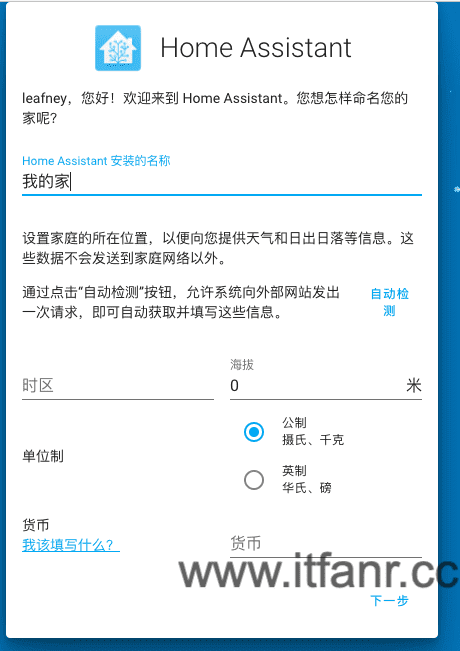 Home Assistant
leafney，您好！欢迎来到 Home Assistant。您想怎样命名您的
家呢？
Home Assistant 安装的名称
我的家
设置家庭的所在位置，以便向您提供天气和日出日落等信息。这
些数据不会发送到家庭网络以外。
通过点击“自动检测”按钮，允许系统向外部网站发出
一次请求，即可自动获取并填写这些信息。
自动检
测
时区
海拔
0 米
单位制
公制
摄氏、千克
英制
华氏、磅
货币
我该填写什么？
货币
www.itfanr.cc
下一步